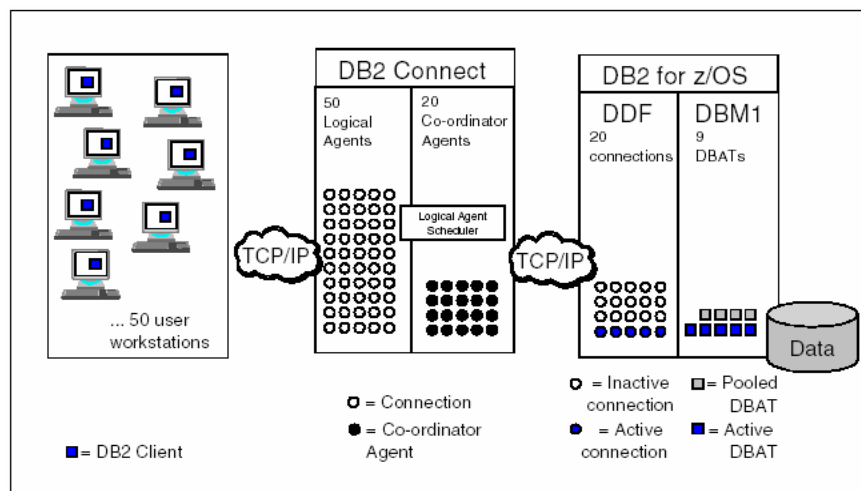 ... 50 user
workstations
= DB2 Client
TCP/IP
DB2 Connect
50
Logical
Agents
20
Co-ordinator
Agents
Logical Agent
Scheduler
= Connection
= Co-ordinator
Agent
TCP/IP
DB2 for z/OS
DDF
20
connections
DBM1
9
DBATs
Data
= Inactive
connection
= Pooled
DBAT
= Active
connection
= Active
DBAT